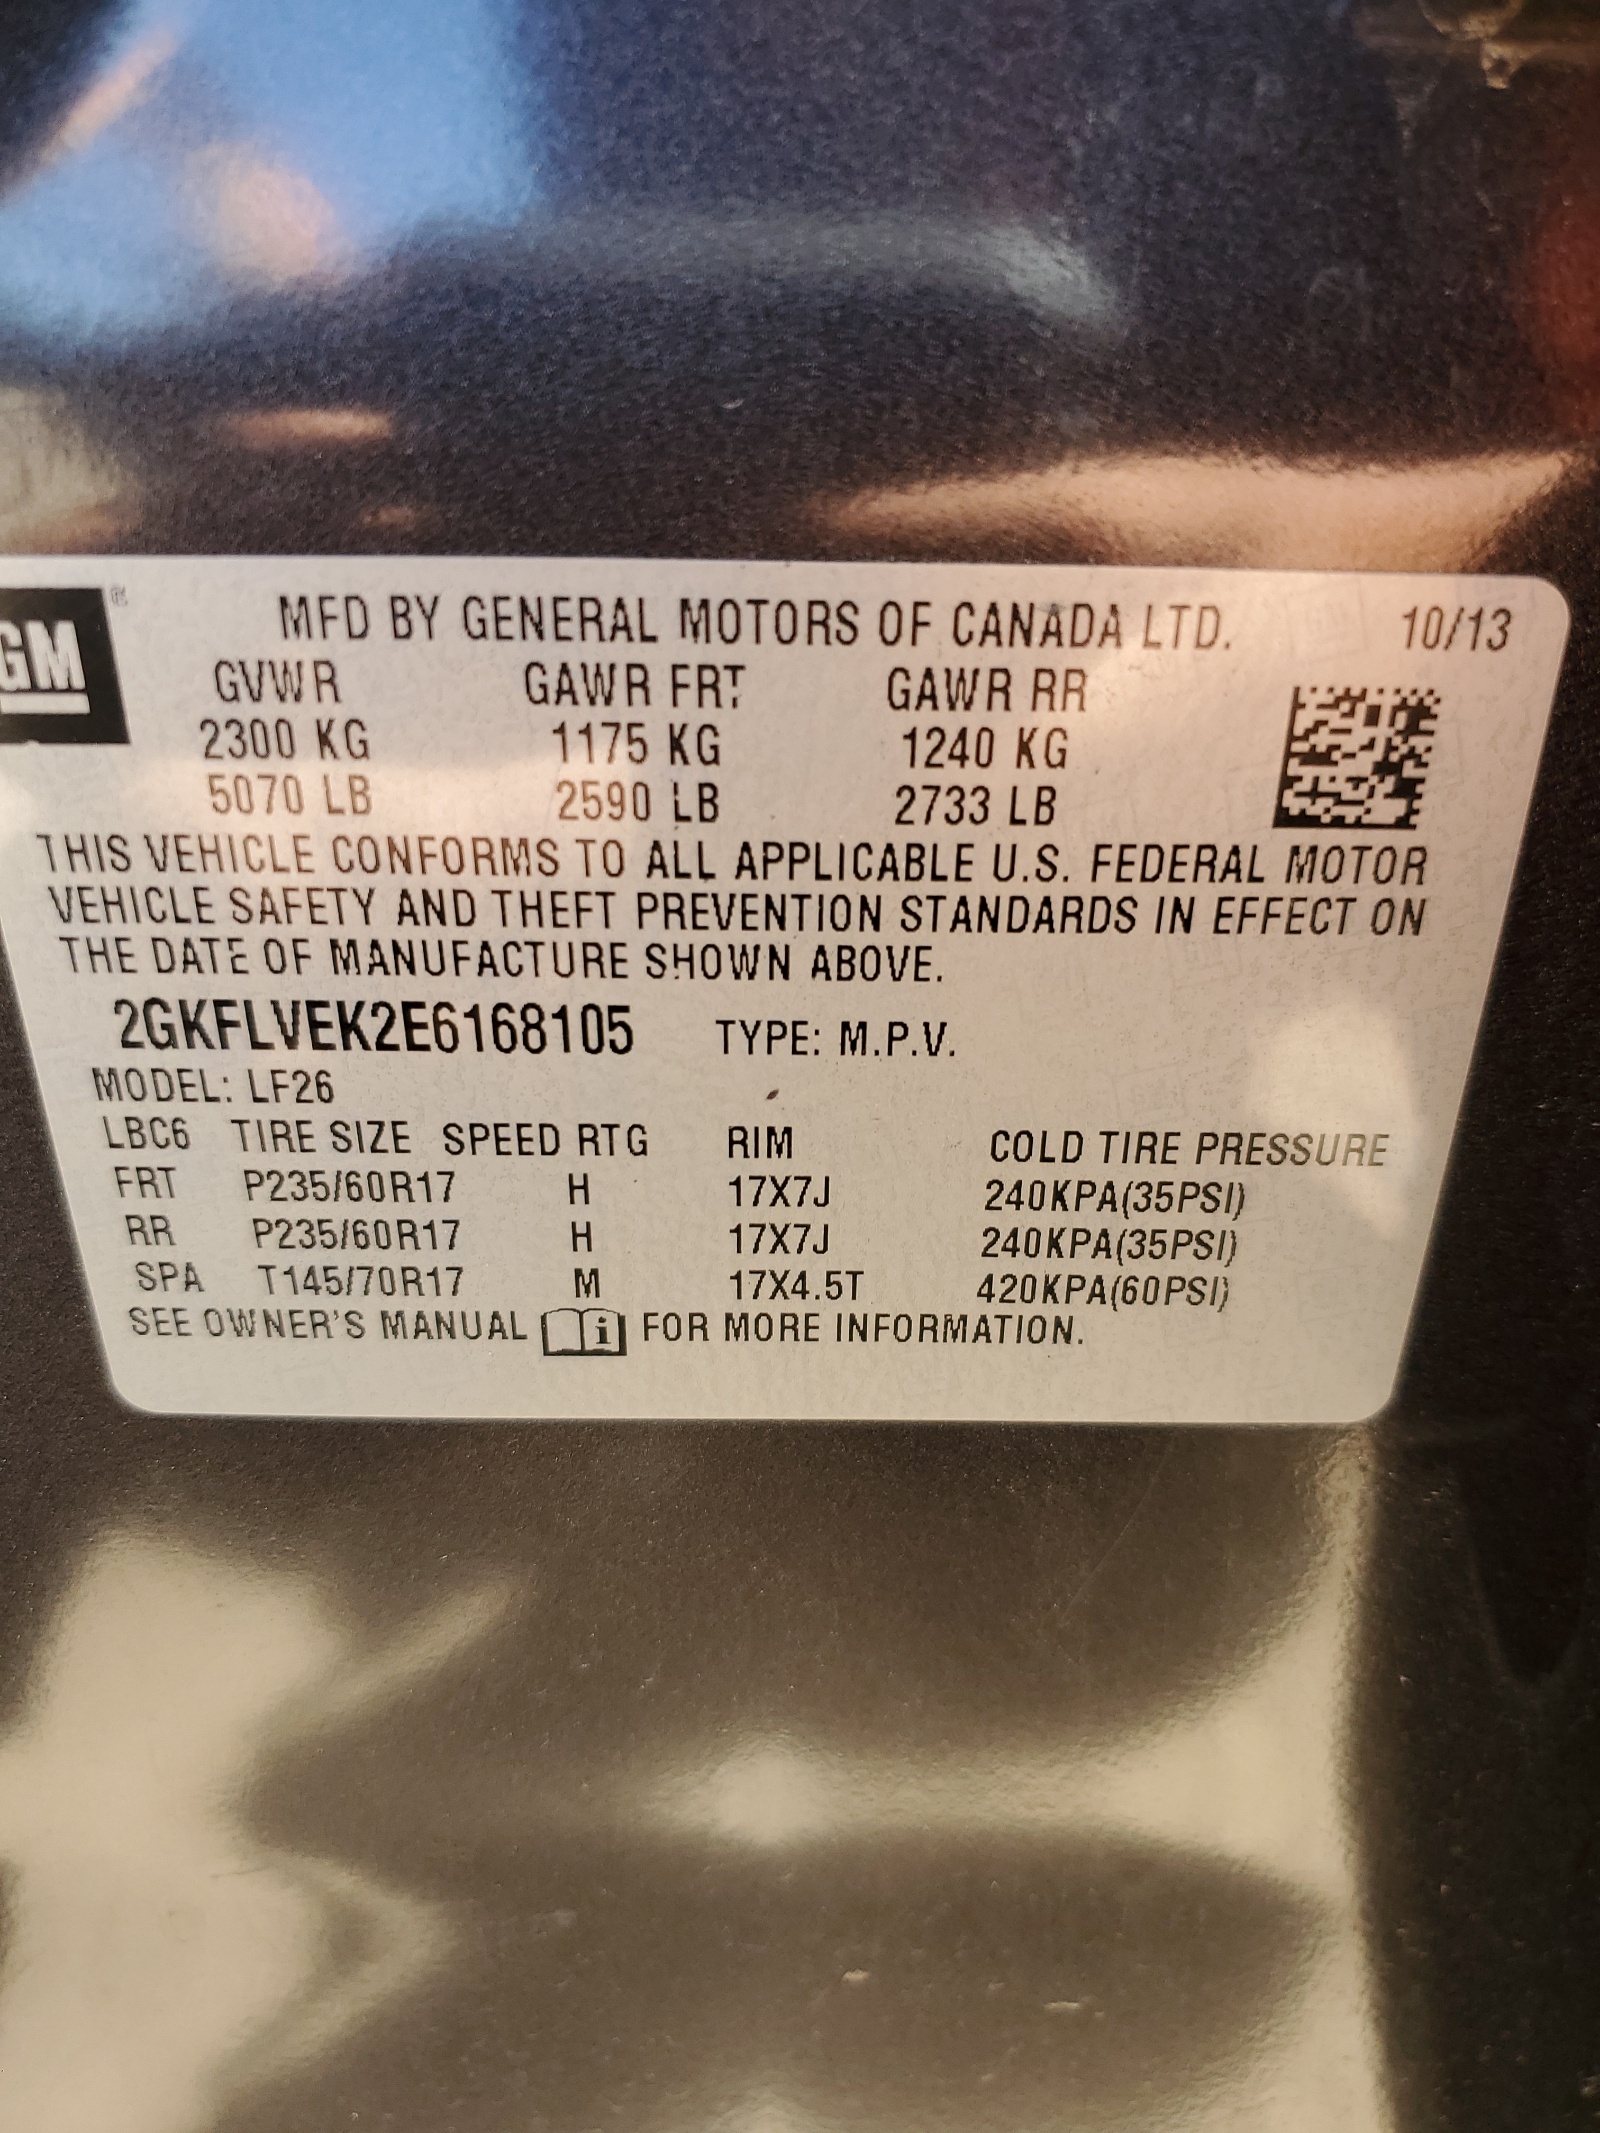 GM ®
MFD BY GENERAL MOTORS OF CANADA LTD. 10/13
GVWR GAWR FRT GAWR RR
2300 KG 1175 KG 1240 KG
5070 LB 2590 LB 2733 LB
THIS VEHICLE CONFORMS TO ALL APPLICABLE U.S. FEDERAL MOTOR
VEHICLE SAFETY AND THEFT PREVENTION STANDARDS IN EFFECT ON
THE DATE OF MANUFACTURE SHOWN ABOVE.
2GKFLVEK2E6168105 TYPE: M.P.V.
MODEL: LF26
LBC6 TIRE SIZE SPEED RTG RIM COLD TIRE PRESSURE
FRT P235/60R17 H 17X7J 240KPA(35PSI)
RR P235/60R17 H 17X7J 240KPA(35PSI)
SPA T145/70R17 M 17X4.5T 420KPA(60PSI)
SEE OWNER'S MANUAL i FOR MORE INFORMATION.